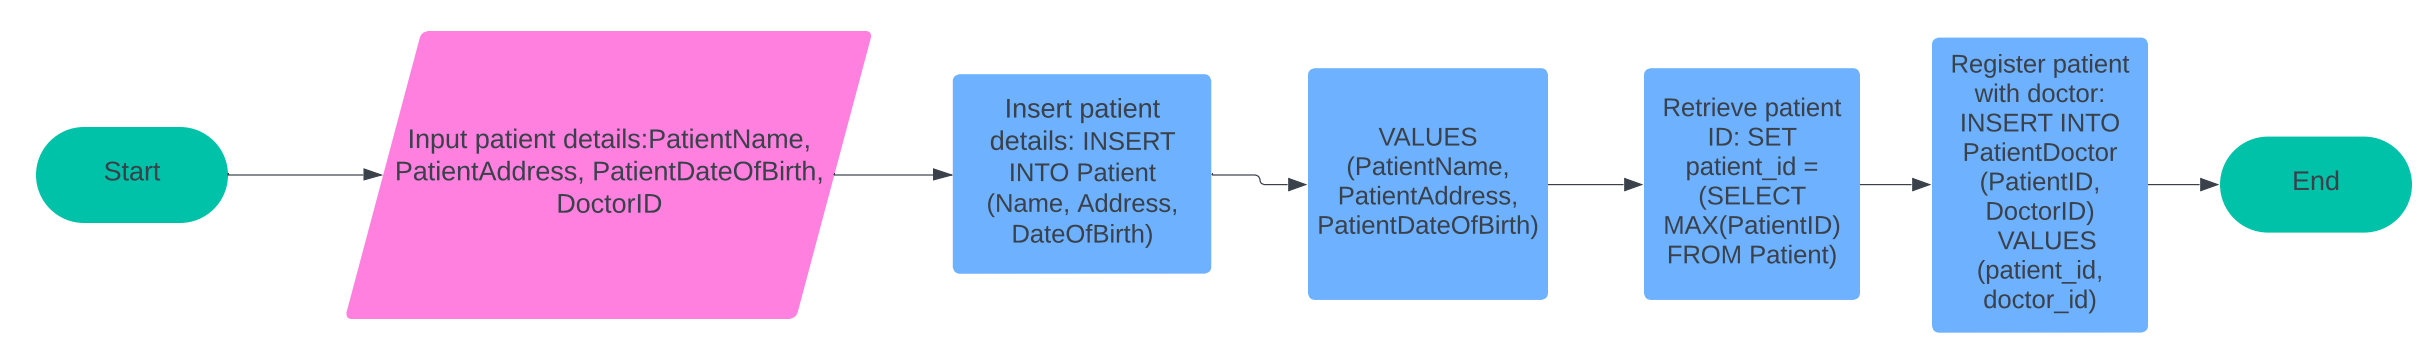 Start
Input patient details:PatientName,
PatientAddress, PatientDateOfBirth,
DoctorID
Insert patient
details: INSERT
INTO Patient
(Name, Address,
DateOfBirth)
VALUES
(PatientName,
PatientAddress,
PatientDateOfBirth)
Retrieve patient
ID: SET
patient_id =
(SELECT
MAX(PatientID)
FROM Patient)
Register patient
with doctor:
INSERT INTO
PatientDoctor
(PatientID,
DoctorID)
VALUES
(patient_id,
doctor_id)
End